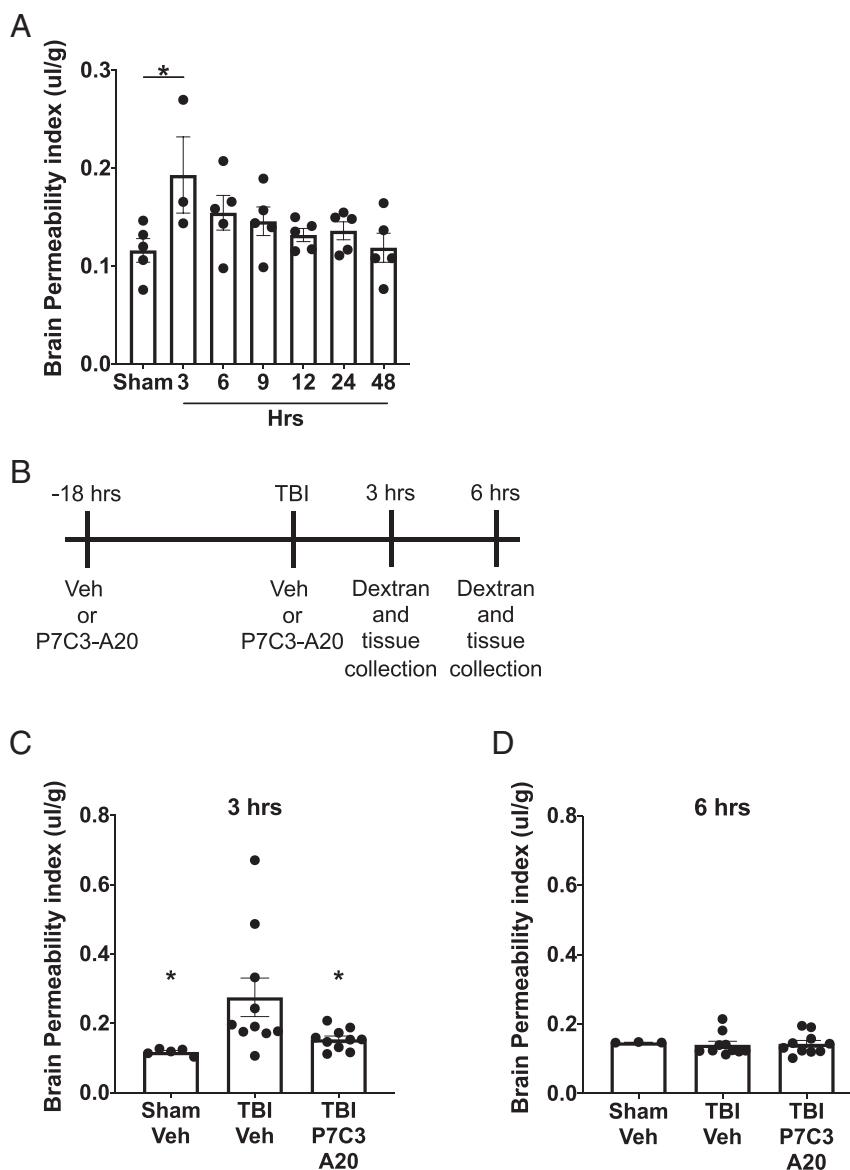 A
Brain Permeability index (ul/g)
0.3
0.2
0.1
0.0
*
Sham 3 6 9 12 24 48
Hrs
B
-18 hrs TBI 3 hrs 6 hrs
Veh Veh Dextran Dextran
or or and and
P7C3-A20 P7C3-A20 tissue tissue
collection collection
C
3 hrs
Brain Permeability index (ul/g)
0.8
0.6
0.4
0.2
0.0
* *
Sham TBI TBI
Veh Veh P7C3
A20
D
6 hrs
Brain Permeability index (ul/g)
0.8
0.6
0.4
0.2
0.0
Sham TBI TBI
Veh Veh P7C3
A20